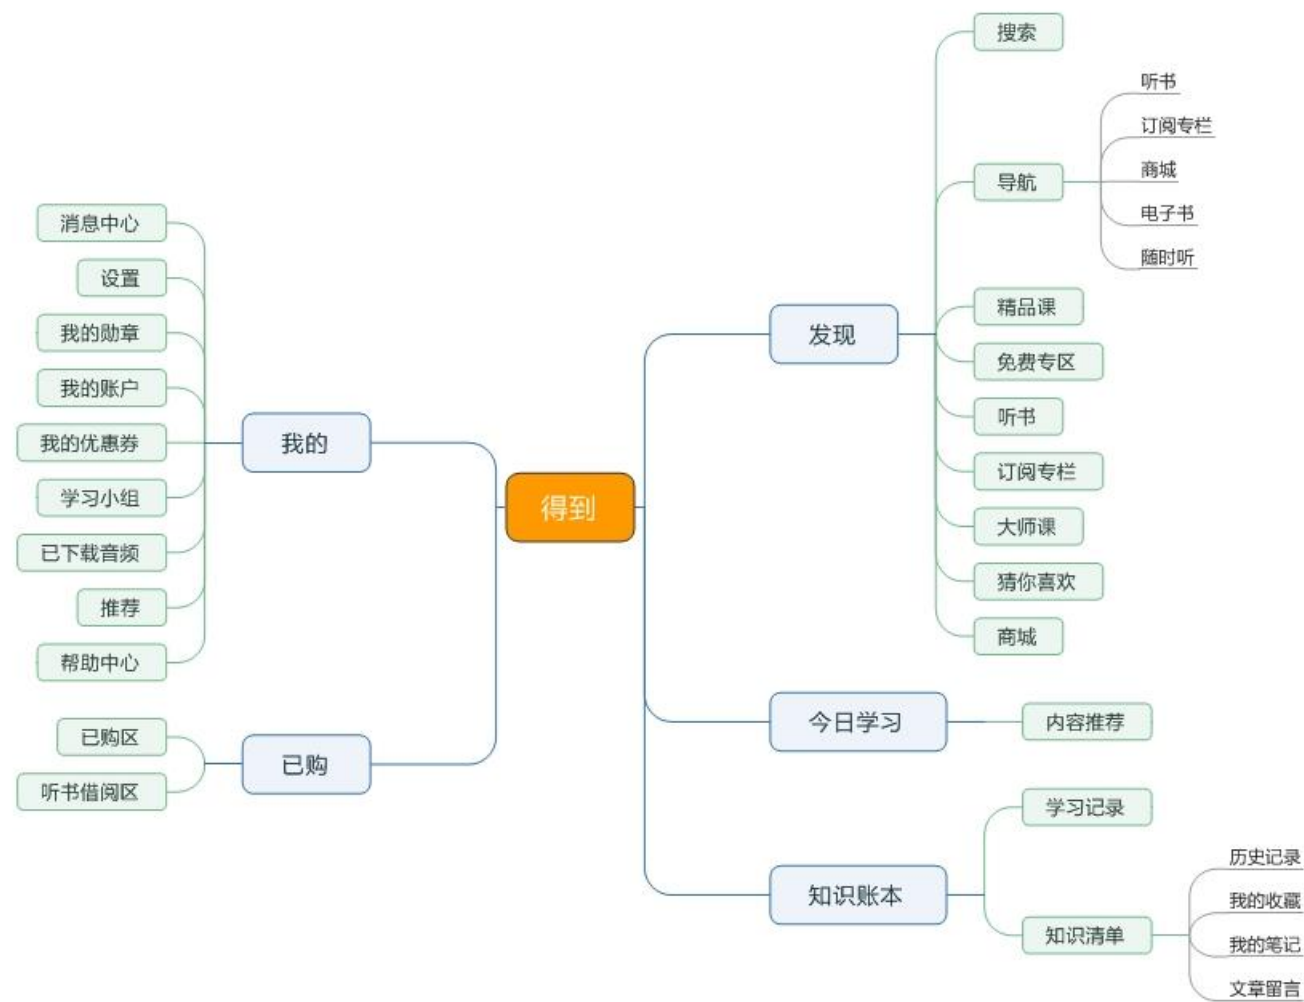 得到
发现
搜索
导航
听书
订阅专栏
商城
电子书
随时听
精品课
免费专区
听书
订阅专栏
大师课
猜你喜欢
商城
今日学习
内容推荐
知识账本
学习记录
知识清单
历史记录
我的收藏
我的笔记
文章留言
我的
消息中心
设置
我的勋章
我的账户
我的优惠券
学习小组
已下载音频
推荐
帮助中心
已购
已购区
听书借阅区